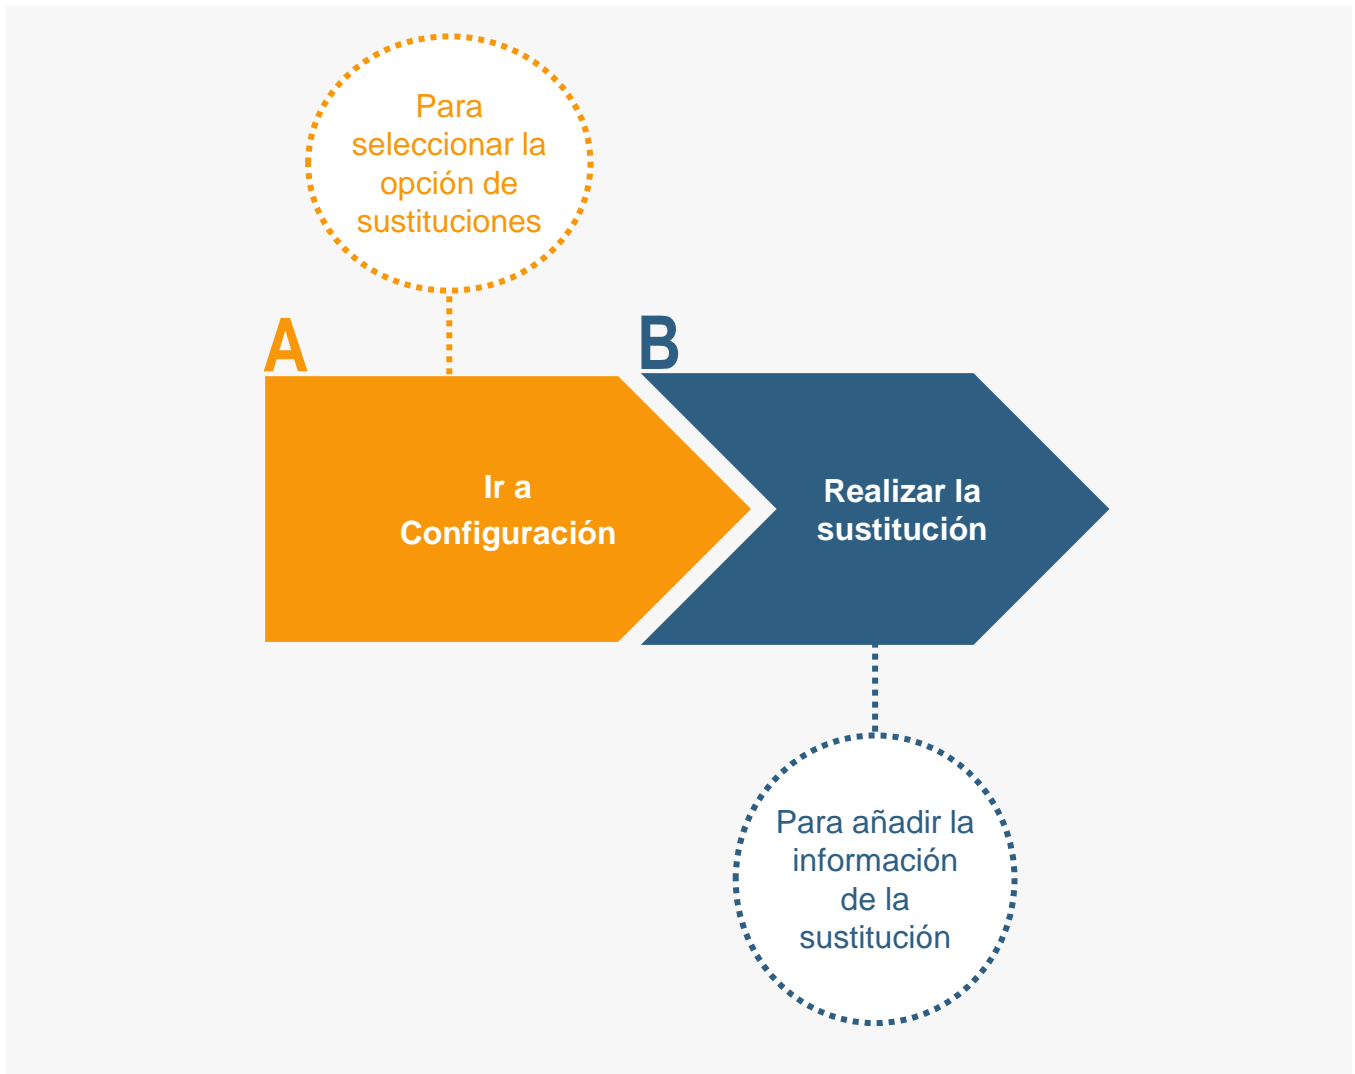 Para
seleccionar la
opción de
sustituciones
A
B
Ir a
Configuración
Realizar la
sustitución
Para añadir la
información
de la
sustitución